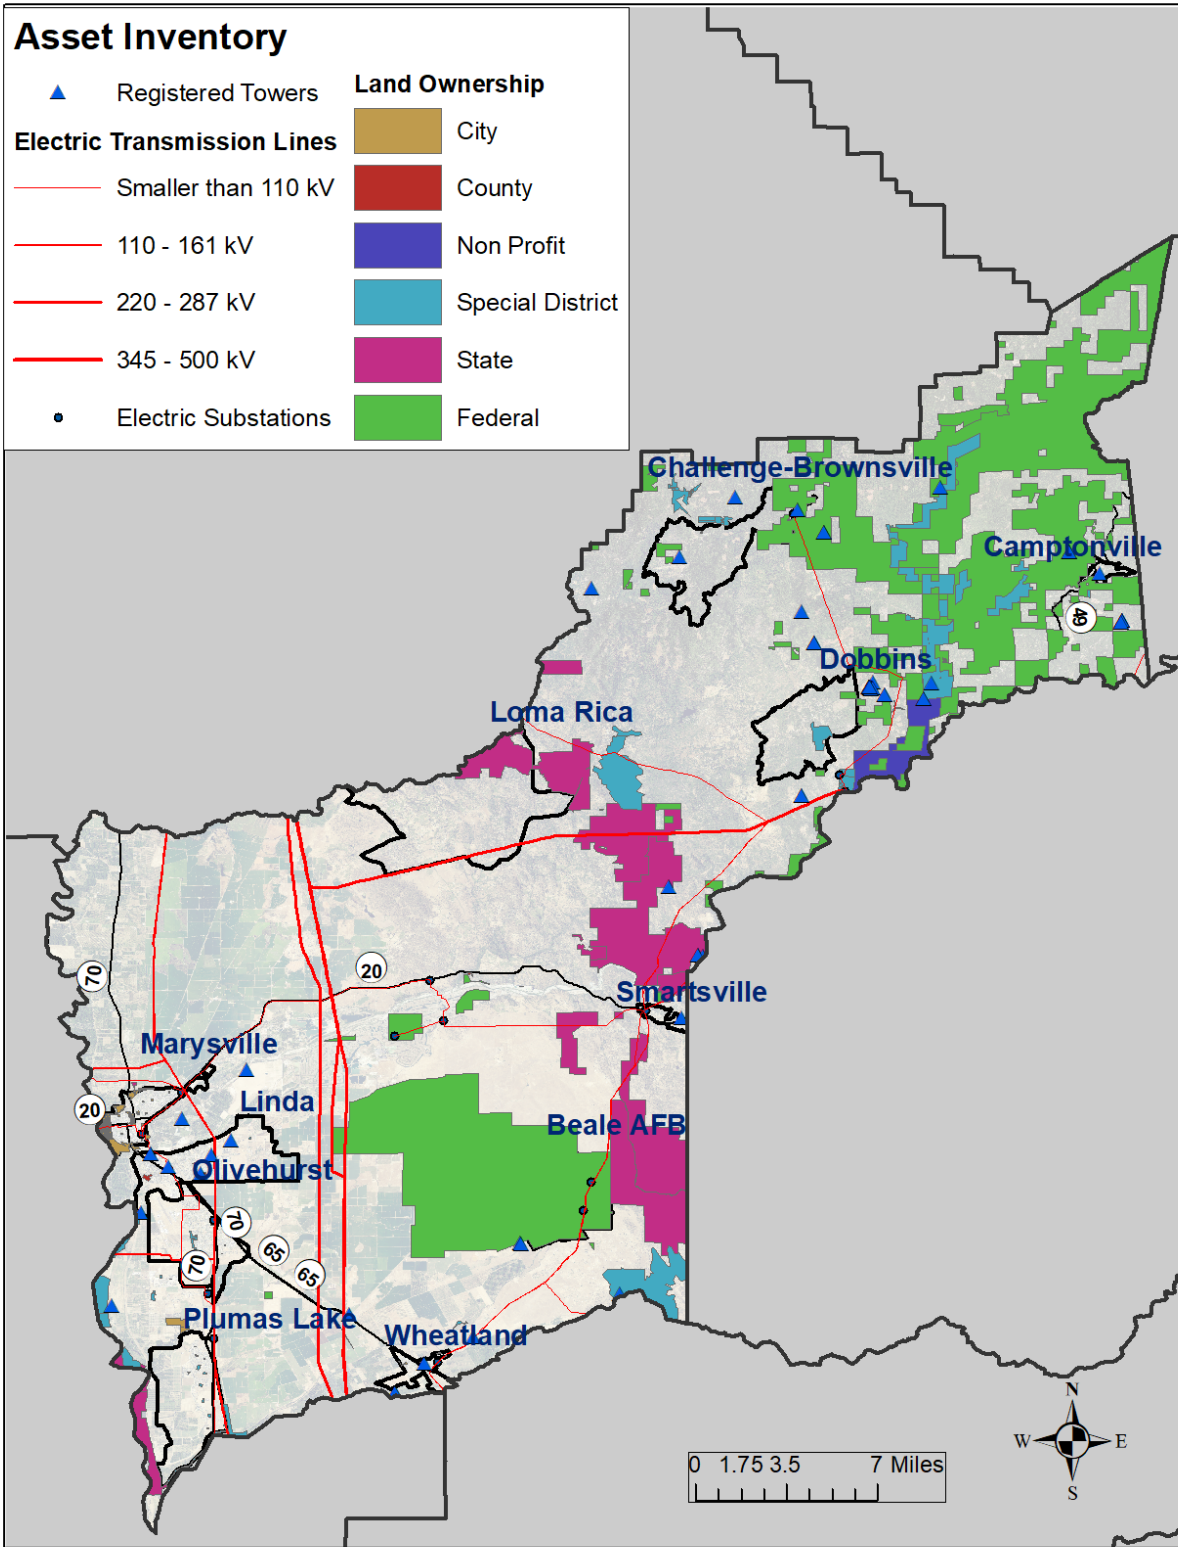 Asset Inventory
Registered Towers
Electric Transmission Lines
Smaller than 110 kV
110 - 161 kV
220 - 287 kV
345 - 500 kV
Electric Substations
Land Ownership
City
County
Non Profit
Special District
State
Federal
Challenge-Brownsville
Camptonville
49
Dobbins
Loma Rica
70
20
Smartsville
Marysville
20
Linda
Beale AFB
Olivehurst
70
65
70
65
Plumas Lake
Wheatland
N
W E
S
0 1.75 3.5 7 Miles